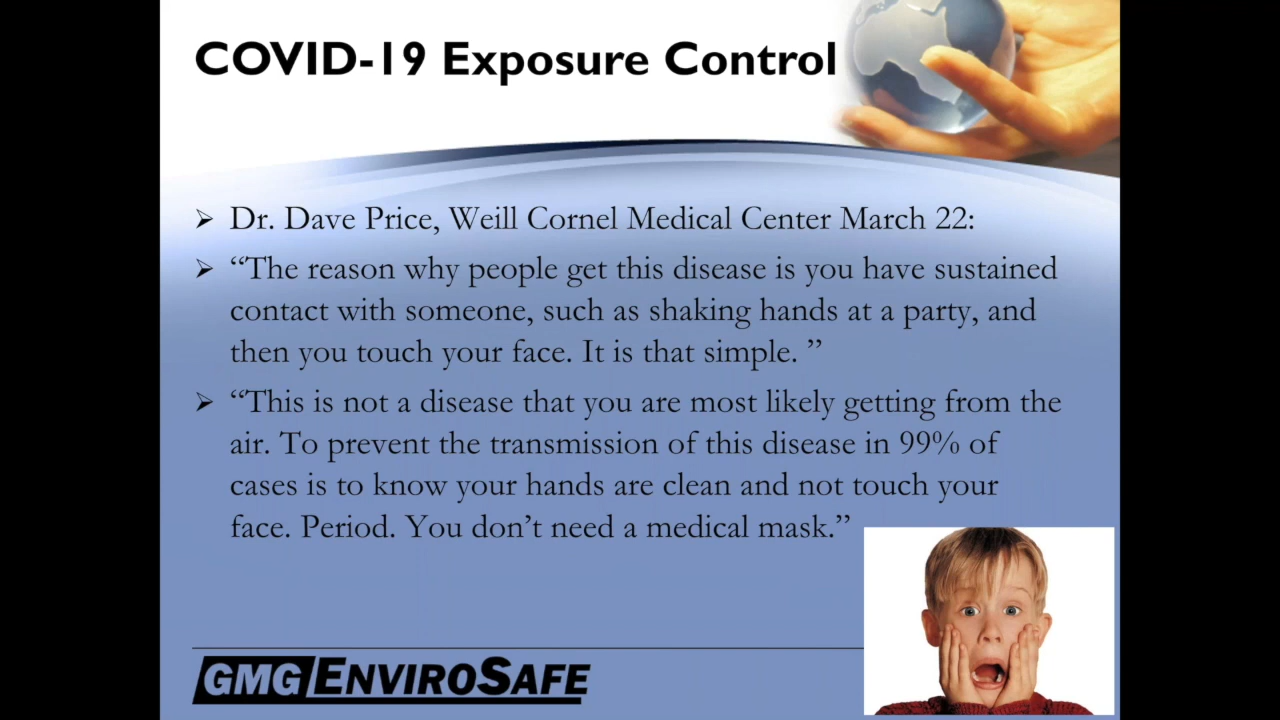 COVID-19 Exposure Control
➢ Dr. Dave Price, Weill Cornel Medical Center March 22:
➢ “The reason why people get this disease is you have sustained
contact with someone, such as shaking hands at a party, and
then you touch your face. It is that simple. ”
➢ “This is not a disease that you are most likely getting from the
air. To prevent the transmission of this disease in 99% of
cases is to know your hands are clean and not touch your
face. Period. You don’t need a medical mask.”
GMG ENVIROSAFE